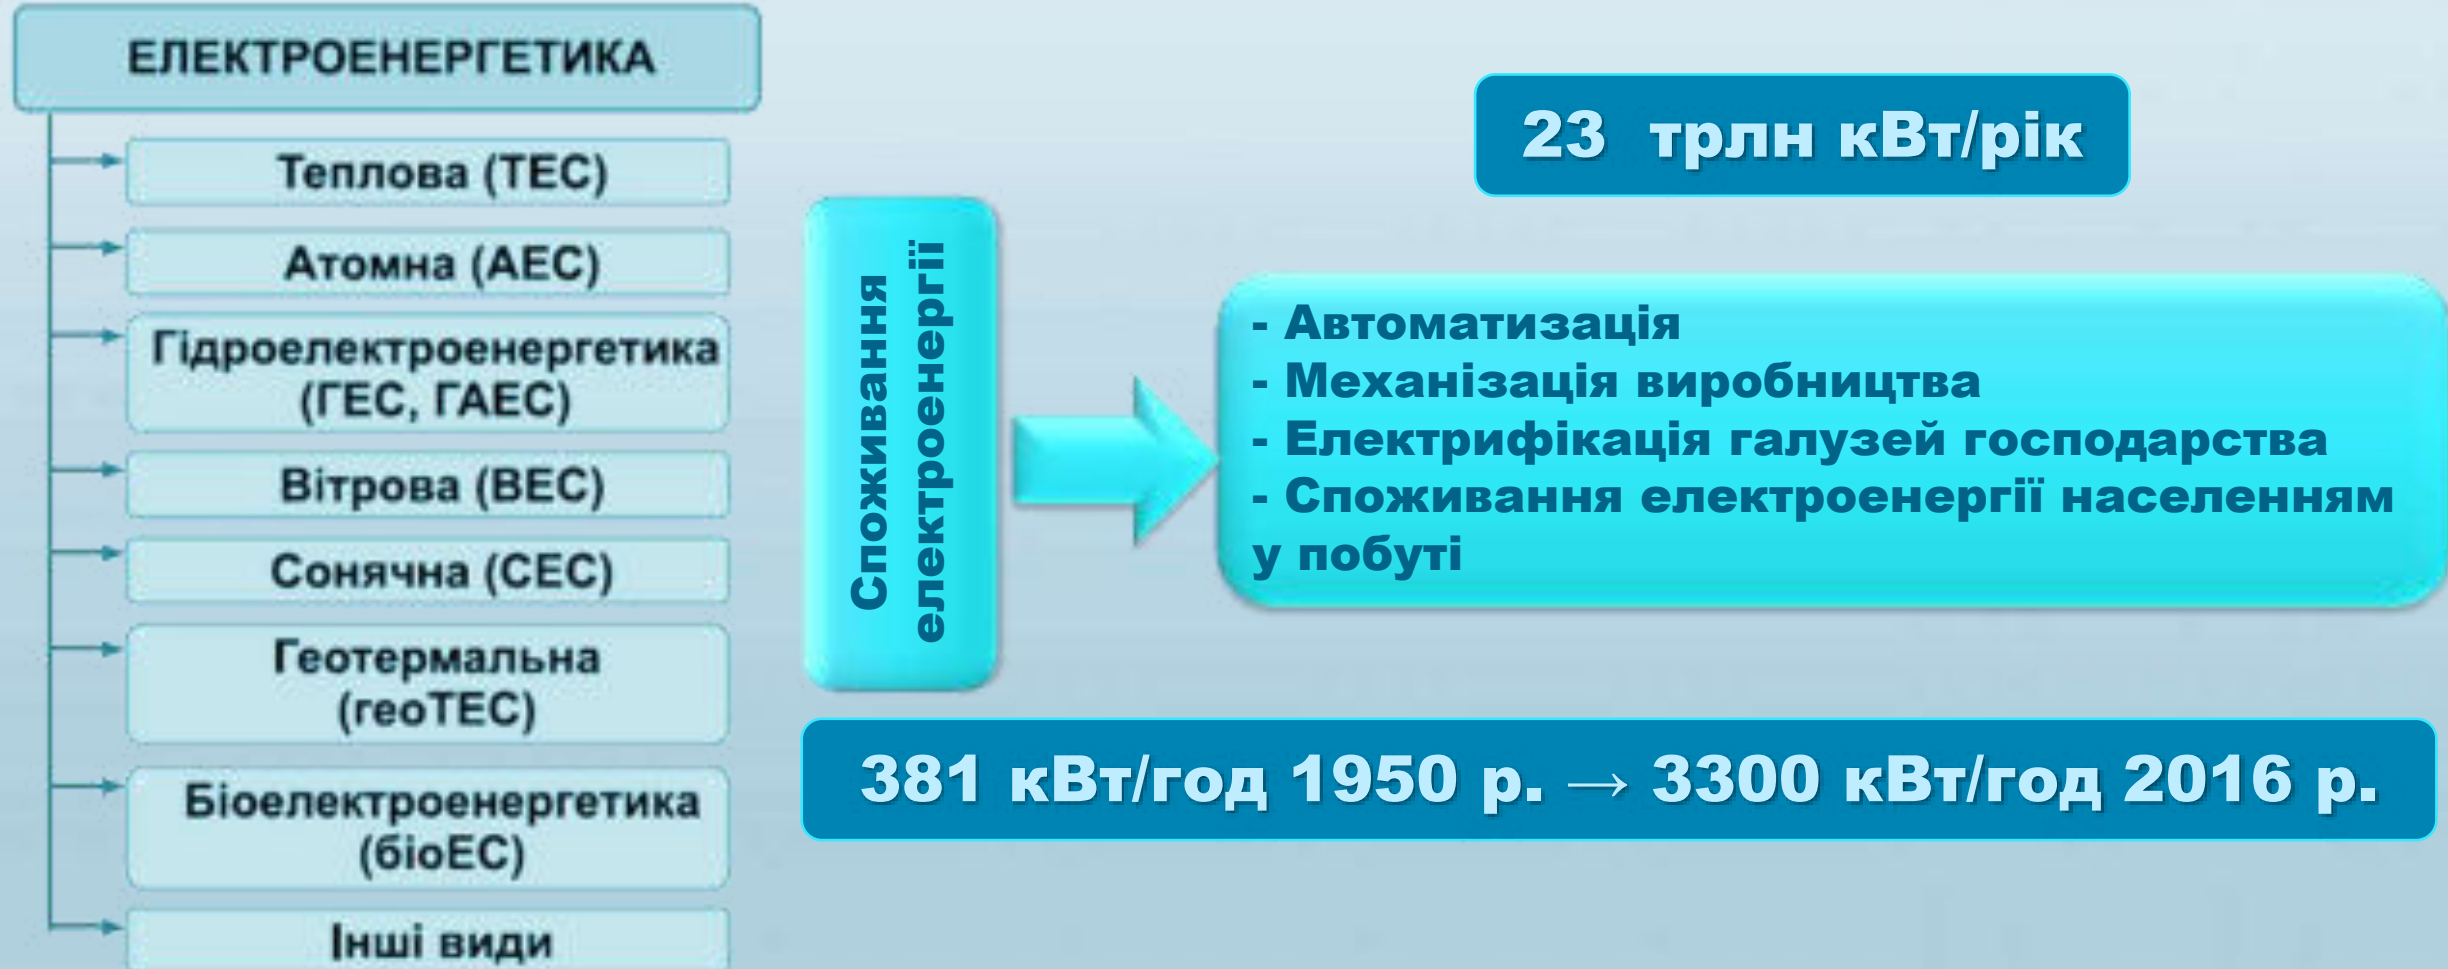 ЕЛЕКТРОЕНЕРГЕТИКА
Теплова (ТЕС)
Атомна (АЕС)
Гідроелектроенергетика
(ГЕС, ГАЕС)
Вітрова (ВЕС)
Сонячна (СЕС)
Геотермальна
(геоТЕС)
Біоелектроенергетика
(біоЕС)
Інші види
23 трлн кВт/рік
Споживання
електроенергії
- Автоматизація
- Механізація виробництва
- Електрифікація галузей господарства
- Споживання електроенергії населенням
у побуті
381 кВт/год 1950 р. → 3300 кВт/год 2016 р.